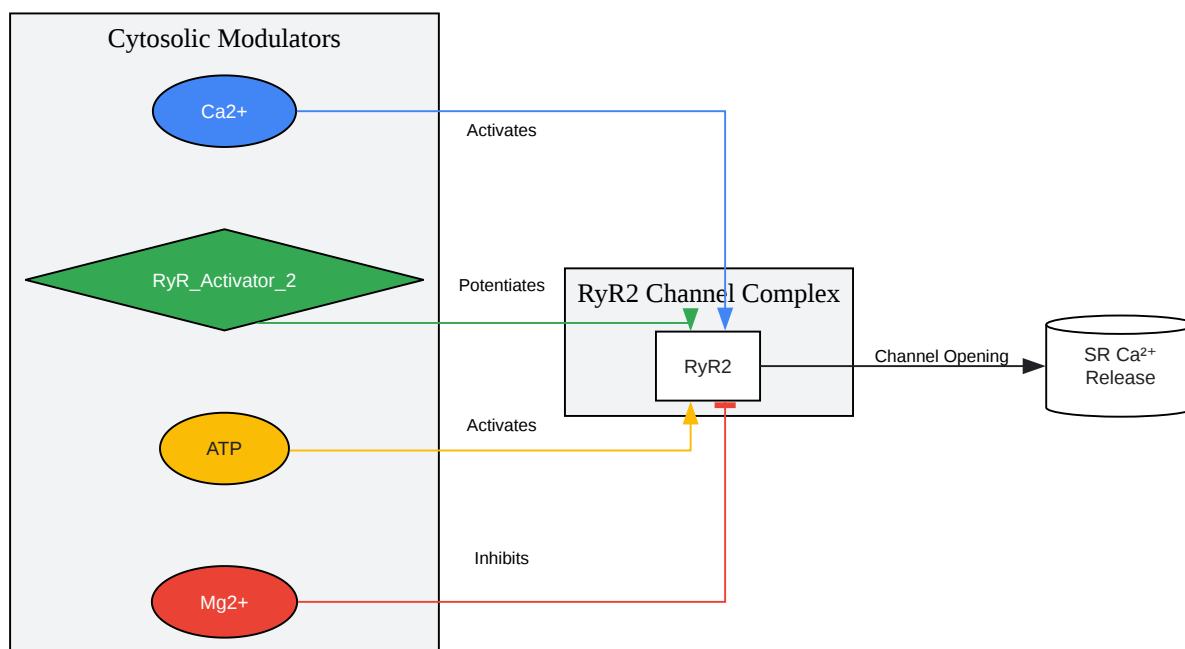 Cytosolic Modulators
Ca2+
Activates
RyR_Activator_2
Potentiates
RyR2 Channel Complex
RyR2
Channel Opening
SR Ca²⁺
Release
ATP
Activates
Inhibits
Mg2+